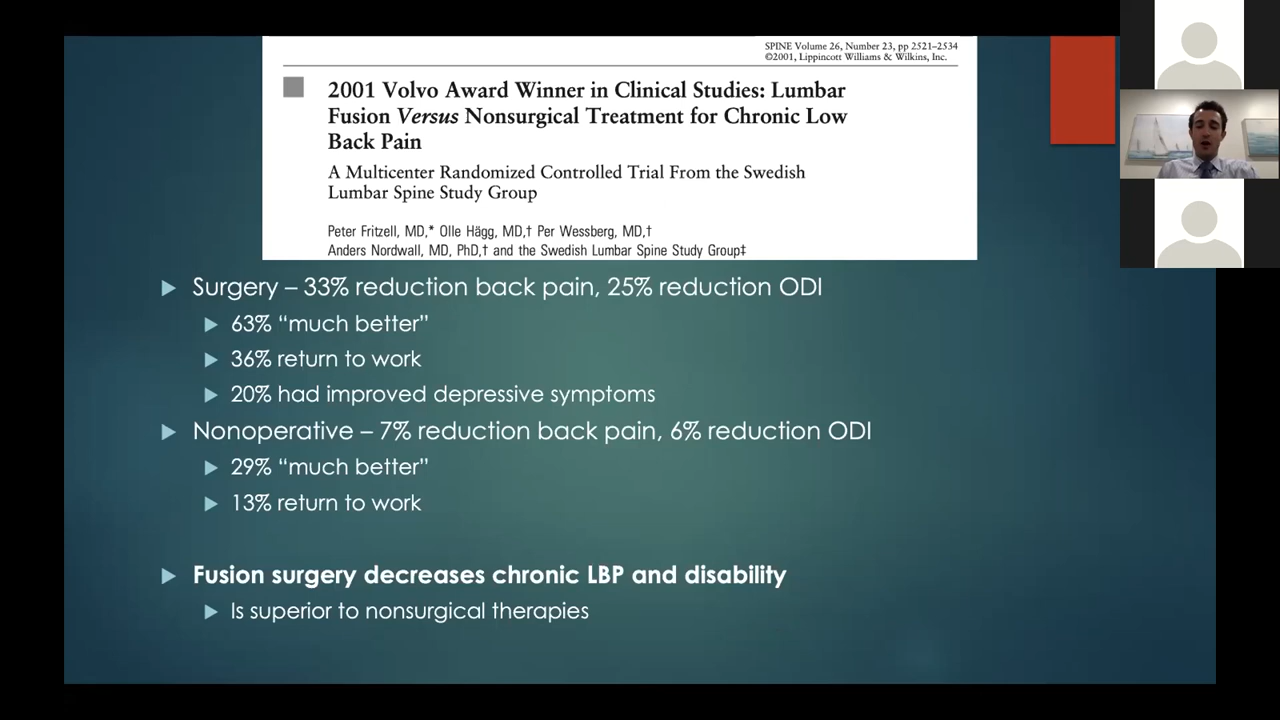 SPINE Volume 26, Number 23, pp 2521–2534
©2001, Lippincott Williams & Wilkins, Inc.
2001 Volvo Award Winner in Clinical Studies: Lumbar
Fusion Versus Nonsurgical Treatment for Chronic Low
Back Pain
A Multicenter Randomized Controlled Trial From the Swedish
Lumbar Spine Study Group
Peter Fritzell, MD,* Olle Hägg, MD,† Per Wessberg, MD,†
Anders Nordwall, MD, PhD,† and the Swedish Lumbar Spine Study Group‡
Surgery – 33% reduction back pain, 25% reduction ODI
63% “much better”
36% return to work
20% had improved depressive symptoms
Nonoperative – 7% reduction back pain, 6% reduction ODI
29% “much better”
13% return to work
Fusion surgery decreases chronic LBP and disability
Is superior to nonsurgical therapies